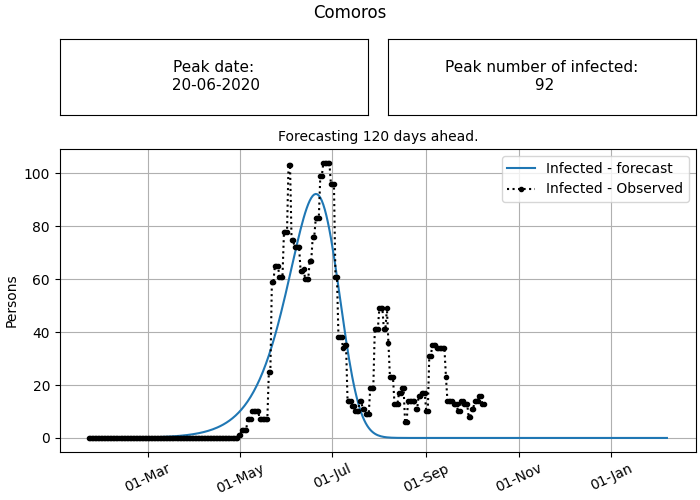 Comoros
Peak date:
20-06-2020
Peak number of infected:
92
Forecasting 120 days ahead.
Infected - forecast
Infected - Observed
Persons
100
80
60
40
20
0
01-Mar
01-May
01-Jul
01-Sep
01-Nov
01-Jan